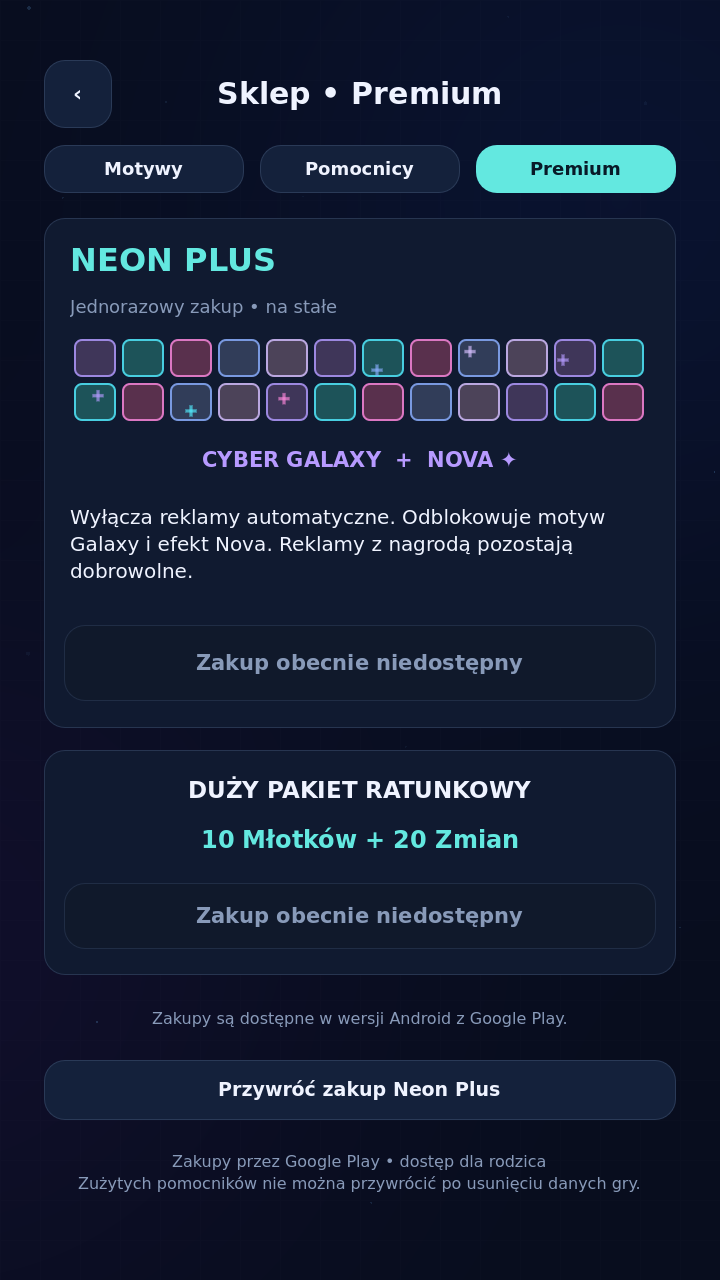 ‹
Sklep • Premium
Motywy
Pomocnicy
Premium
NEON PLUS
Jednorazowy zakup • na stałe
CYBER GALAXY + NOVA ✦
Wyłącza reklamy automatyczne. Odblokowuje motyw
Galaxy i efekt Nova. Reklamy z nagrodą pozostają
dobrowolne.
Zakup obecnie niedostępny
DUŻY PAKIET RATUNKOWY
10 Młotków + 20 Zmian
Zakup obecnie niedostępny
Zakupy są dostępne w wersji Android z Google Play.
Przywróć zakup Neon Plus
Zakupy przez Google Play • dostęp dla rodzica
Zużytych pomocników nie można przywrócić po usunięciu danych gry.